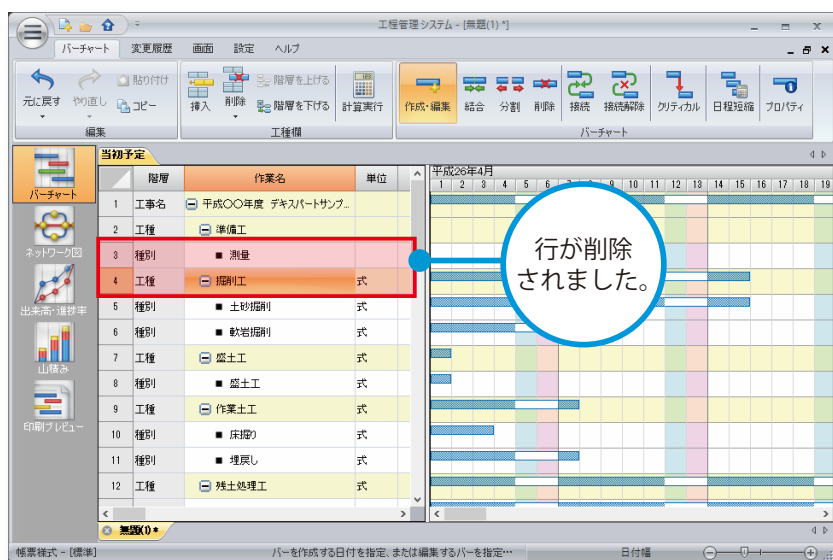 工程管理システム - [無題(1) *]
バーチャート 変更履歴 画面 設定 ヘルプ
元に戻す やり直し 貼り付け コピー
挿入 削除 階層を上げる 階層を下げる 計算実行
作成・編集 結合 分割 削除 接続 接続解除 クリティカル 日程短縮 プロパティ
編集 工種欄 バーチャート
バーチャート
ネットワーク図
出来高・進捗率
山積み
印刷プレビュー
当初予定
階層 作業名 単位 平成26年4月
1 2 3 4 5 6 7 8 9 10 11 12 13 14 15 16 17 18 19
1 工事名 平成〇〇年度 デキスパートサンプ...
2 工種 準備工
3 種別 ■ 測量
4 工種 掘削工 式
5 種別 ■ 土砂掘削 式
6 種別 ■ 軟岩掘削 式
7 工種 盛土工 式
8 種別 ■ 盛土工 式
9 工種 作業土工 式
10 種別 ■ 床掘り 式
11 種別 ■ 埋戻し 式
12 工種 残土処理工 式
行が削除
されました。
無題(1) *
帳票様式 - [標準] バーを作成する日付を指定、または編集するバーを指定… 日付幅